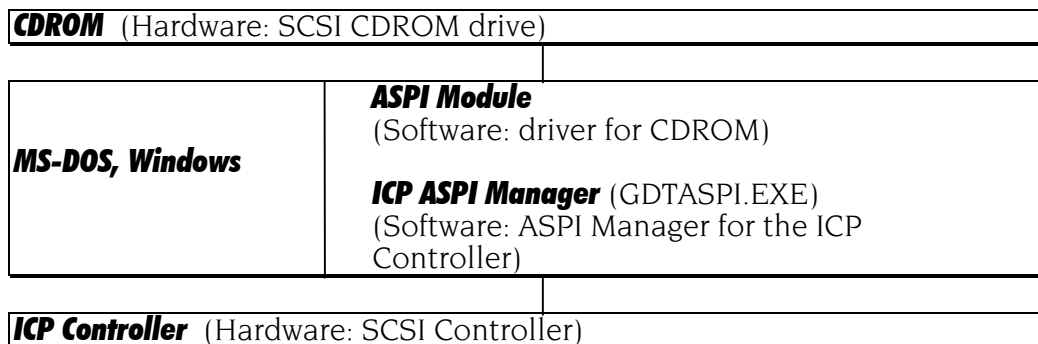 CDROM (Hardware: SCSI CDROM drive)
MS-DOS, Windows
ASPI Module
(Software: driver for CDROM)
ICP ASPI Manager (GDTASPI.EXE)
(Software: ASPI Manager for the ICP
Controller)
ICP Controller (Hardware: SCSI Controller)